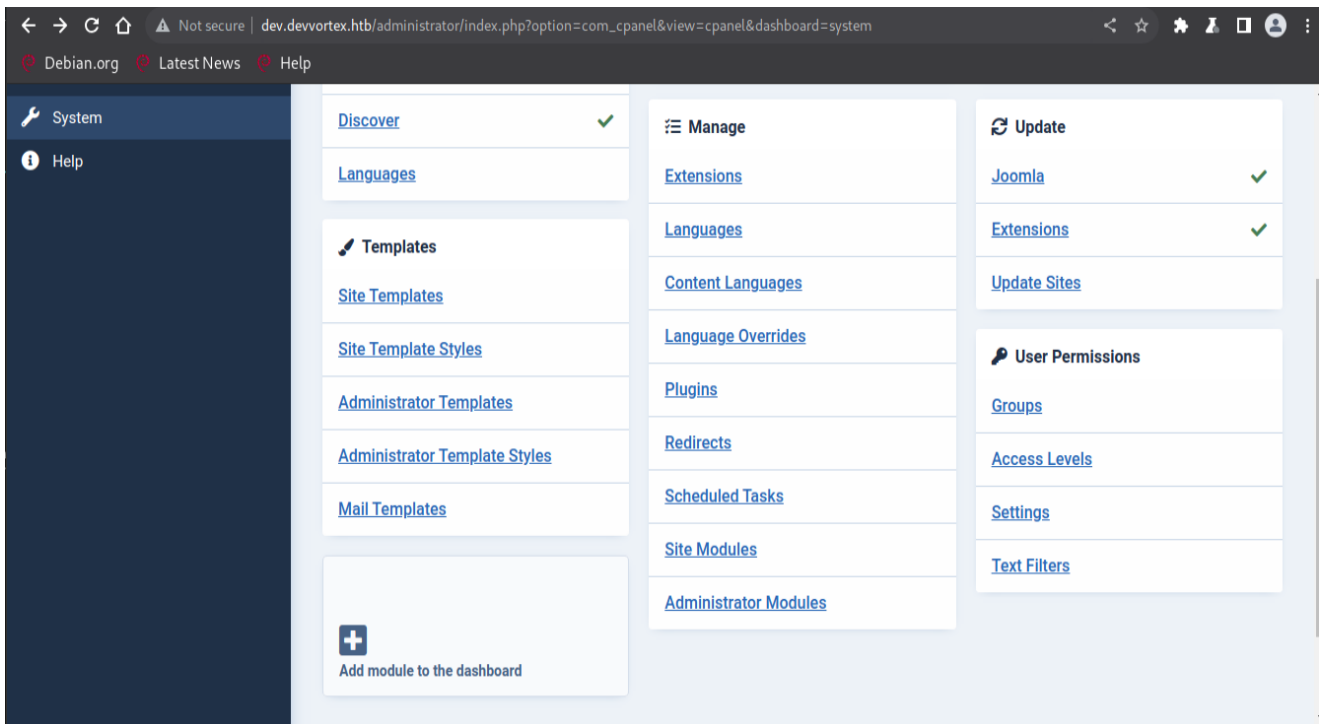 Not secure | dev.devvortex.htb/administrator/index.php?option=com_cpanel&view=cpanel&dashboard=system
Debian.org Latest News Help
System
Help
Discover
Languages
Templates
Site Templates
Site Template Styles
Administrator Templates
Administrator Template Styles
Mail Templates
Add module to the dashboard
Manage
Extensions
Languages
Content Languages
Language Overrides
Plugins
Redirects
Scheduled Tasks
Site Modules
Administrator Modules
Update
Joomla
Extensions
Update Sites
User Permissions
Groups
Access Levels
Settings
Text Filters